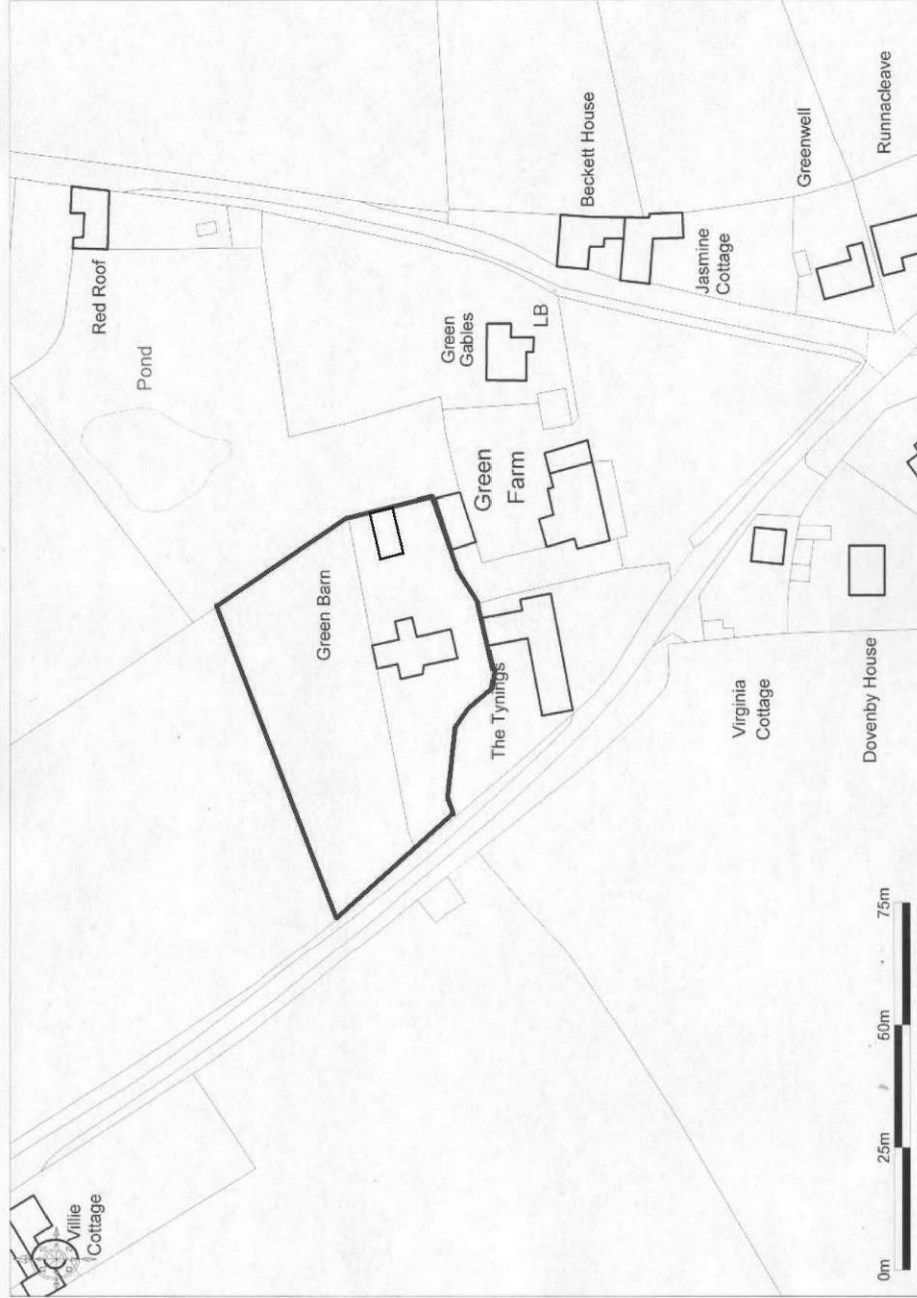 Red Roof
Pond
Beckett House
Green
Gables
LB
Jasmine
Cottage
Greenwell
Runnacleave
Green
Farm
Green Barn
The Tynings
Virginia
Cottage
Dovenby House
Villie
Cottage
0m
25m
50m
75m